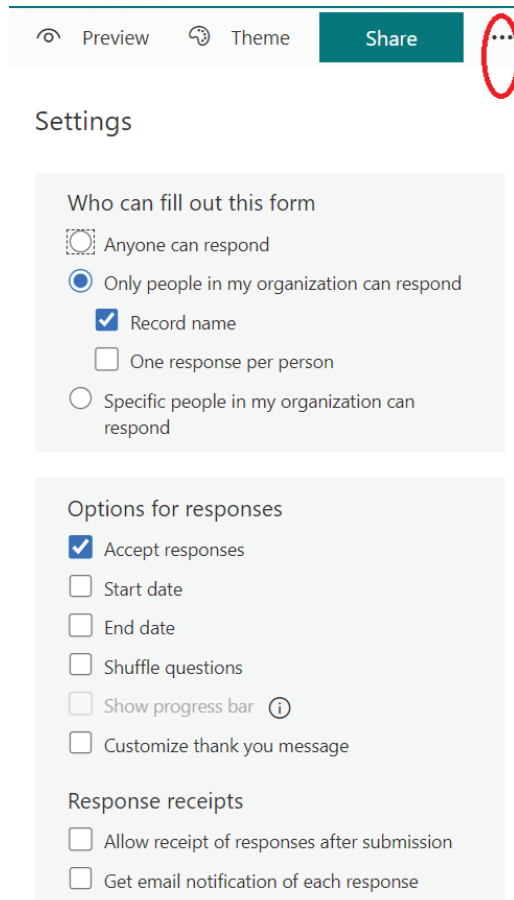 Preview Theme Share ...
Settings
Who can fill out this form
Anyone can respond
Only people in my organization can respond
Record name
One response per person
Specific people in my organization can
respond
Options for responses
Accept responses
Start date
End date
Shuffle questions
Show progress bar
Customize thank you message
Response receipts
Allow receipt of responses after submission
Get email notification of each response